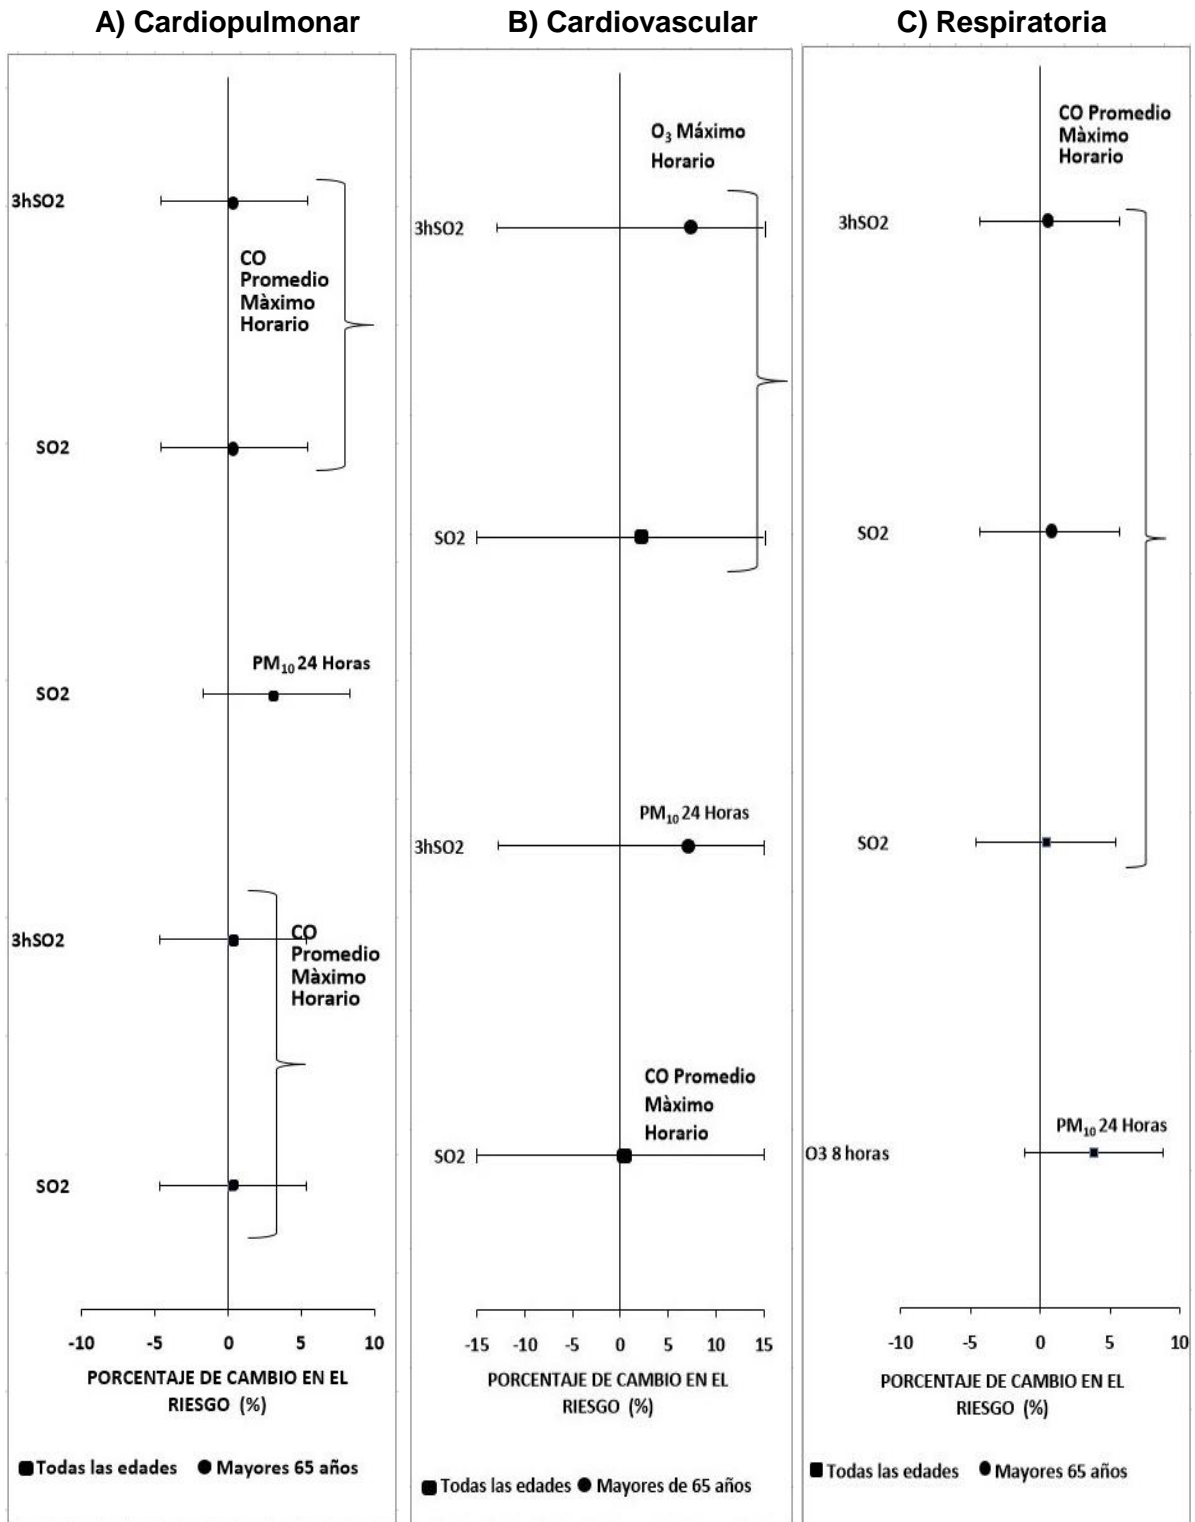 A) Cardiopulmonar
3hSO2
CO
Promedio
Màximo
Horario
SO2
PM₁₀ 24 Horas
SO2
3hSO2
CO
Promedio
Màximo
Horario
SO2
-10 -5 0 5 10
PORCENTAJE DE CAMBIO EN EL
RIESGO (%)
Todas las edades Mayores 65 años
B) Cardiovascular
O₃ Máximo
Horario
3hSO2
SO2
PM₁₀ 24 Horas
3hSO2
CO Promedio
Màximo
Horario
SO2
-15 -10 -5 0 5 10 15
PORCENTAJE DE CAMBIO EN EL
RIESGO (%)
Todas las edades Mayores de 65 años
C) Respiratoria
CO Promedio
Màximo
Horario
3hSO2
SO2
SO2
PM₁₀ 24 Horas
O3 8 horas
-10 -5 0 5 10
PORCENTAJE DE CAMBIO EN EL
RIESGO (%)
Todas las edades Mayores 65 años